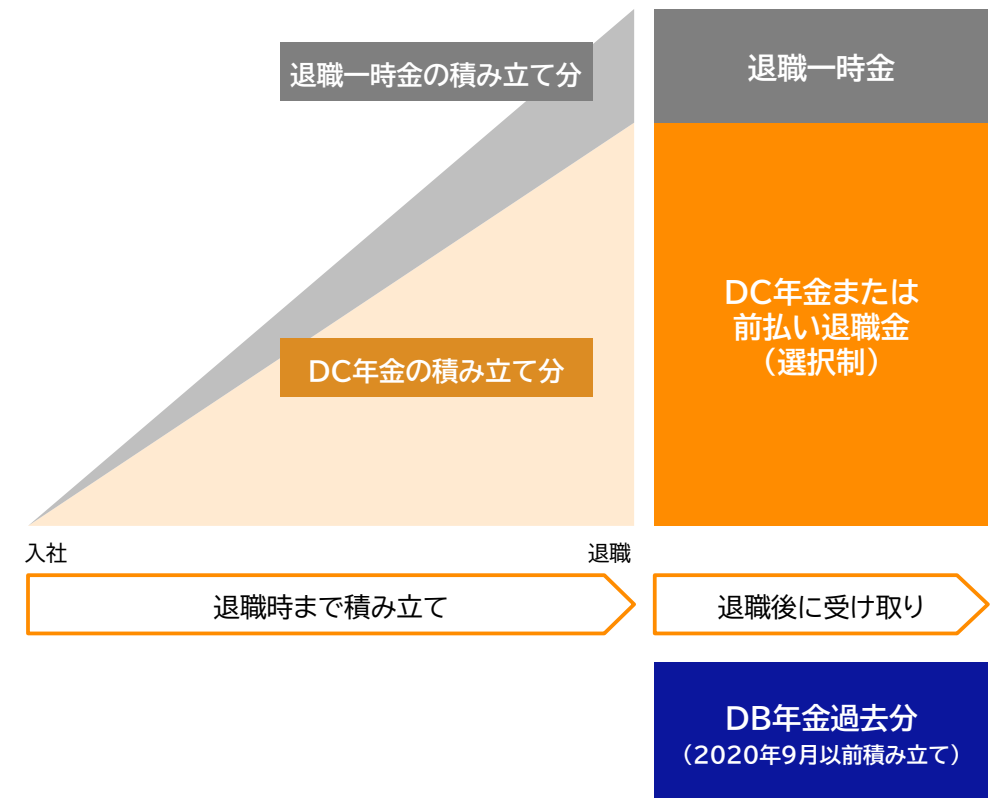 退職一時金の積み立て分
退職一時金
DC年金または
前払い退職金
（選択制）
DC年金の積み立て分
入社
退職
退職時まで積み立て
退職後に受け取り
DB年金過去分
（2020年9月以前積み立て）